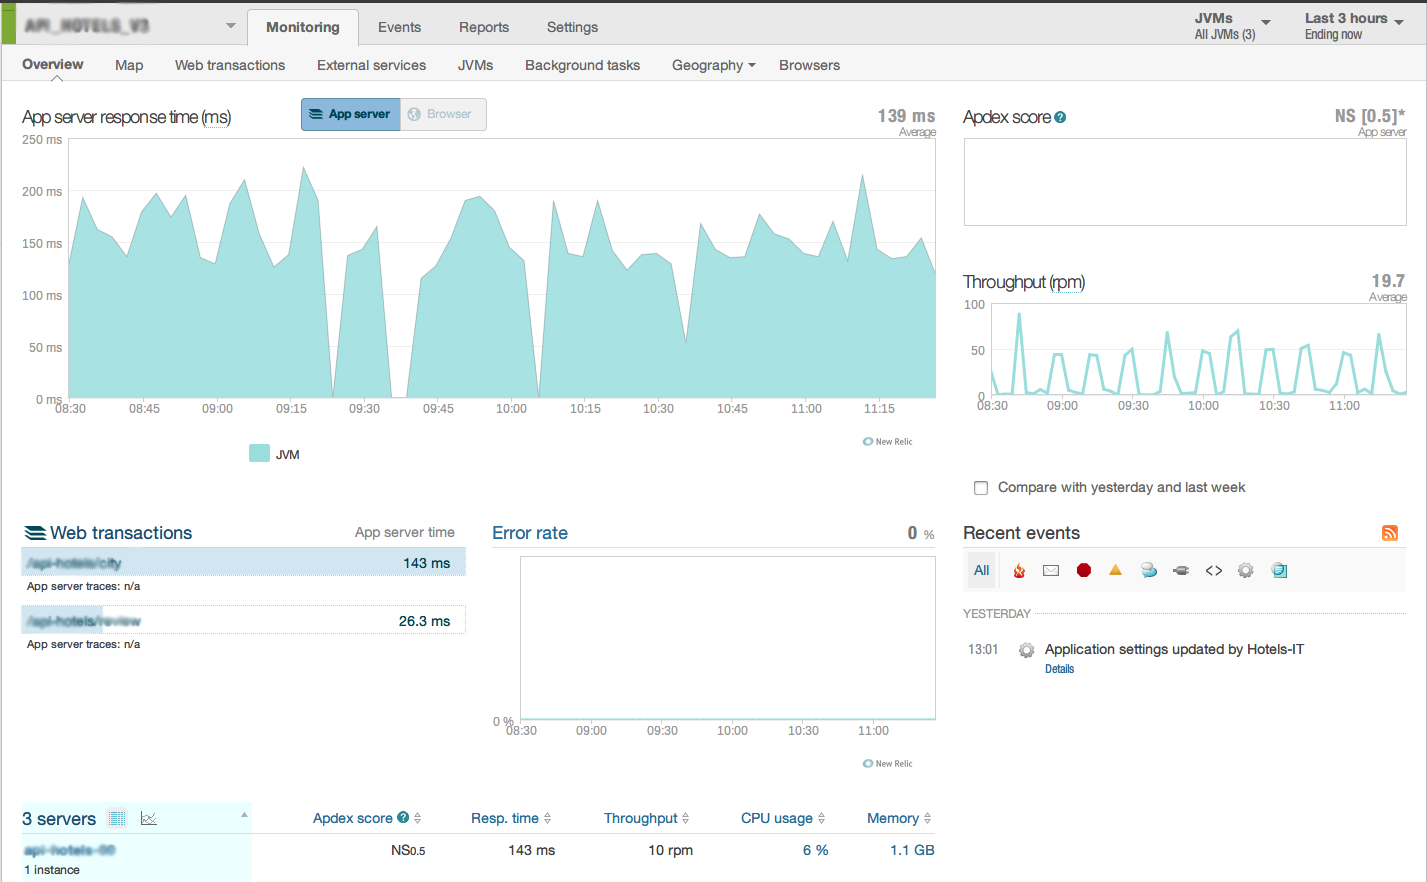 Monitoring
Events
Reports
Settings
JVMs
All JVMs (3)
Last 3 hours
Ending now
Overview
Map
Web transactions
External services
JVMs
Background tasks
Geography
Browsers
App server response time (ms)
App server
Browser
139 ms
Average
250 ms
200 ms
150 ms
100 ms
50 ms
0 ms
08:30
08:45
09:00
09:15
09:30
09:45
10:00
10:15
10:30
10:45
11:00
11:15
JVM
New Relic
Apdex score ?
NS [0.5]*
App server
Throughput (rpm)
19.7
Average
100
50
0
08:30
09:00
09:30
10:00
10:30
11:00
Compare with yesterday and last week
Web transactions
App server time
/api-hotels/city
143 ms
App server traces: n/a
/api-hotels/review
26.3 ms
App server traces: n/a
Error rate
0 %
0 %
08:30
09:00
09:30
10:00
10:30
11:00
New Relic
Recent events
All
YESTERDAY
13:01
Application settings updated by Hotels-IT
Details
3 servers
Apdex score ?
Resp. time
Throughput
CPU usage
Memory
NS0.5
143 ms
10 rpm
6 %
1.1 GB
1 instance